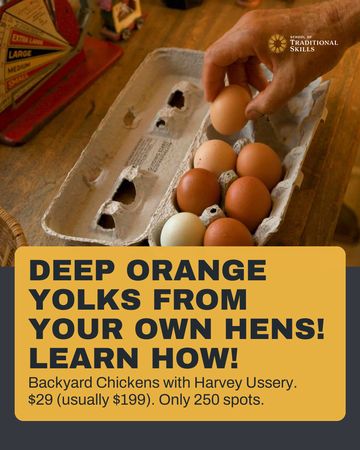 SCHOOL OF
TRADITIONAL
SKILLS
EXTRA LARGE
LARGE
MEDIUM
DEEP ORANGE
YOLKS FROM
YOUR OWN HENS!
LEARN HOW!
Backyard Chickens with Harvey Ussery.
$29 (usually $199). Only 250 spots.